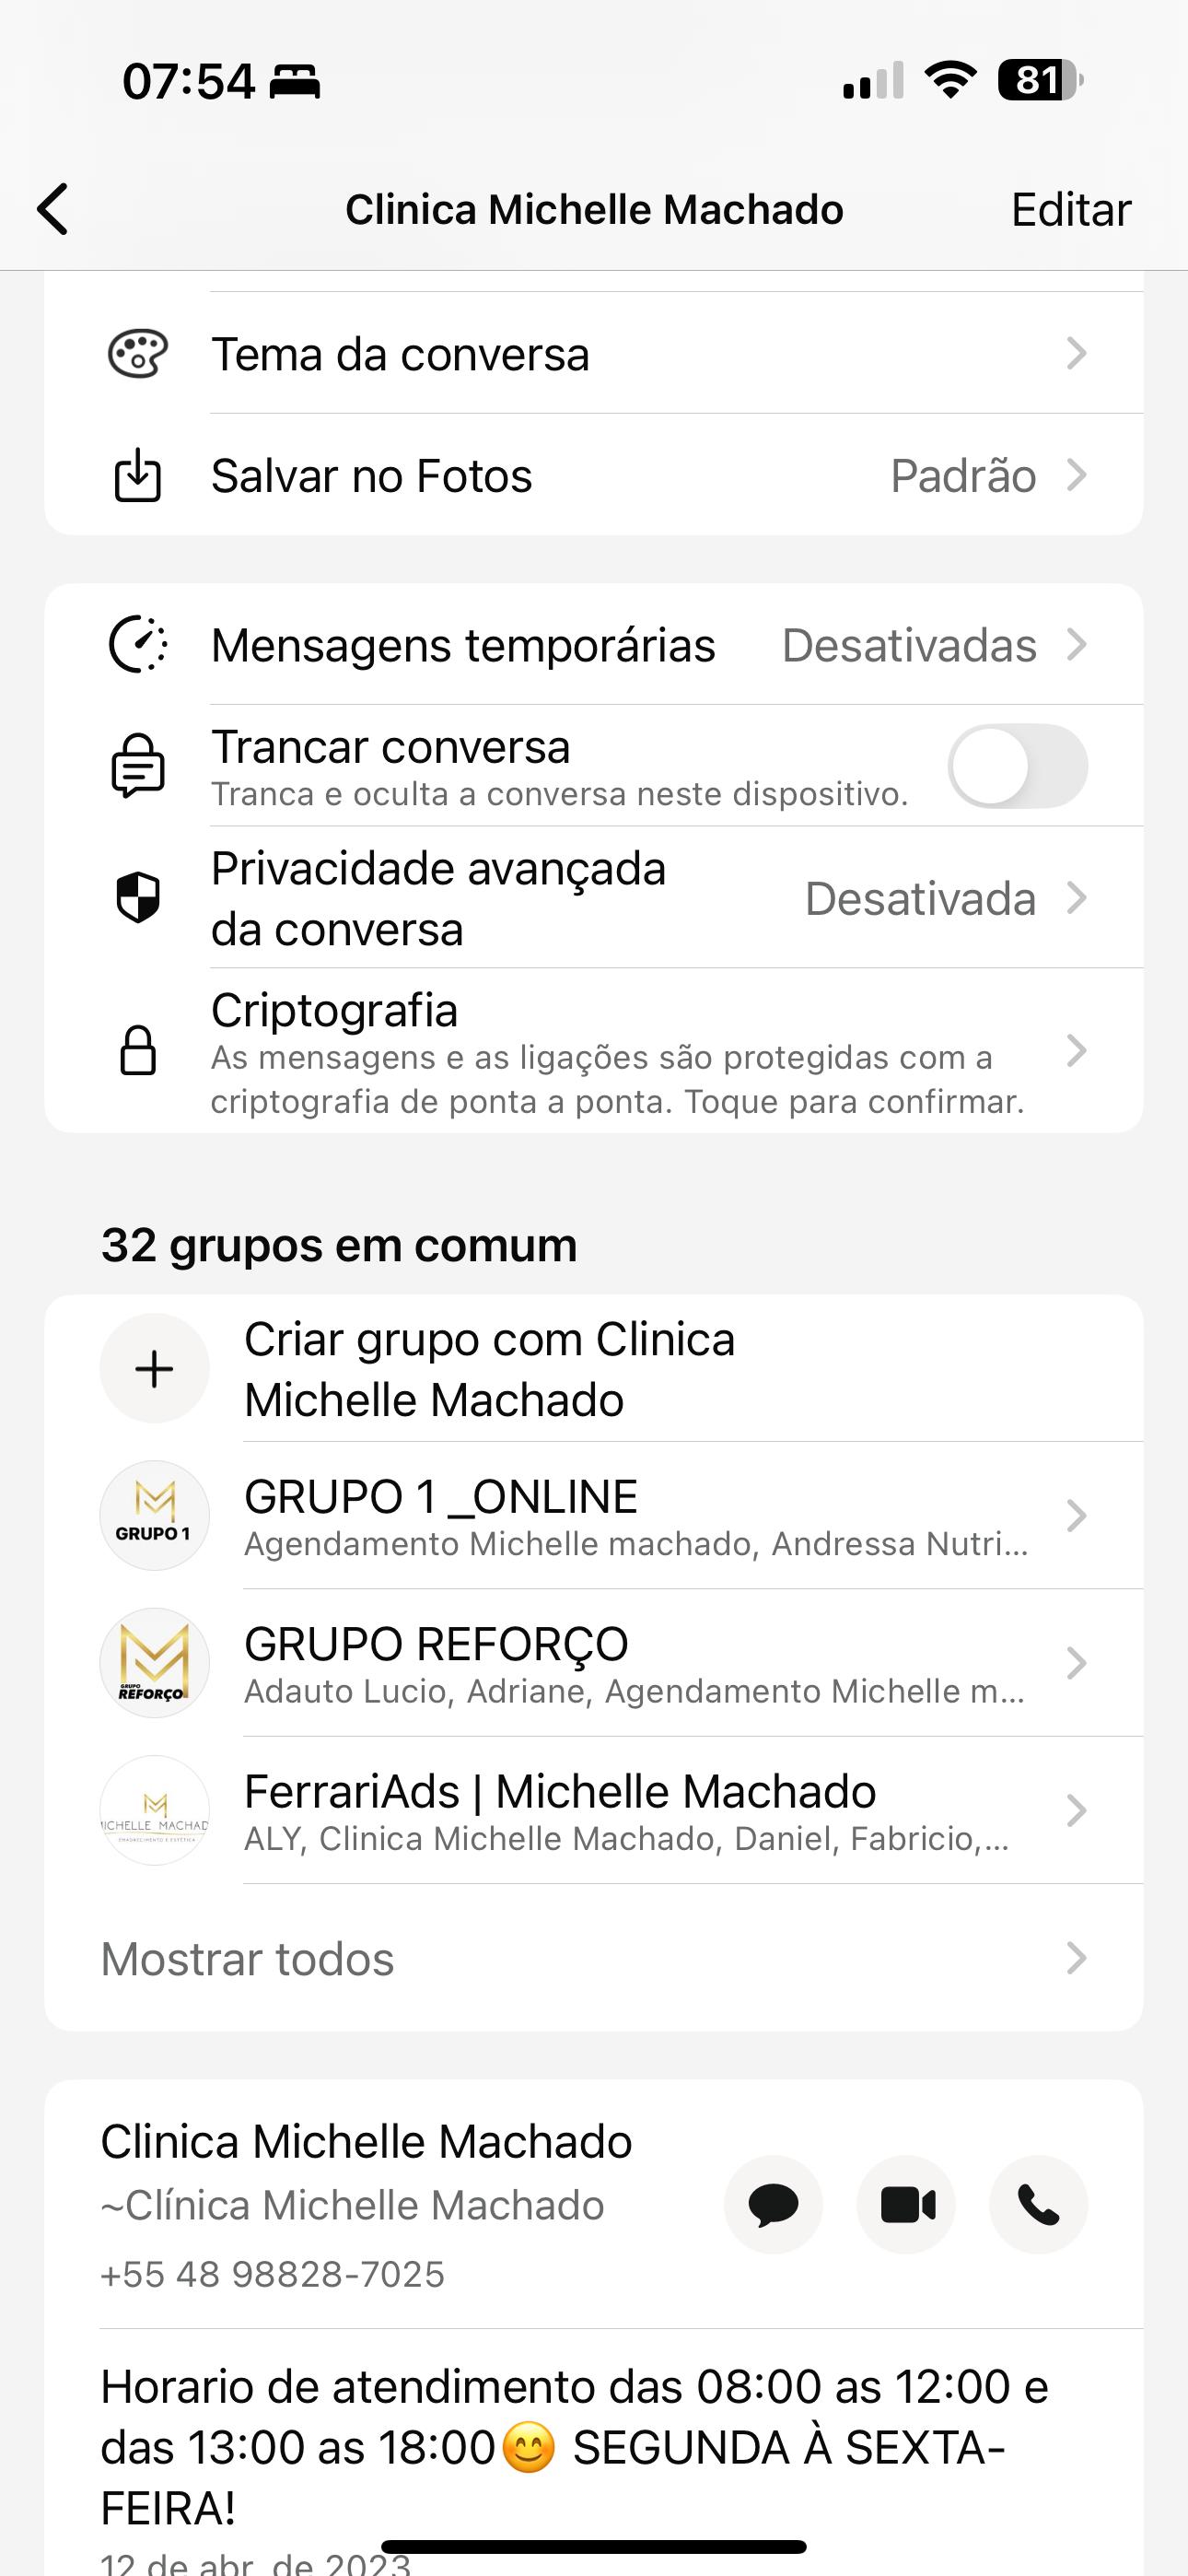 07:54
81
Clinica Michelle Machado
Editar
Tema da conversa
Salvar no Fotos
Padrão
Mensagens temporárias
Desativadas
Trancar conversa
Tranca e oculta a conversa neste dispositivo.
Privacidade avançada
da conversa
Desativada
Criptografia
As mensagens e as ligações são protegidas com a
criptografia de ponta a ponta. Toque para confirmar.
32 grupos em comum
Criar grupo com Clinica
Michelle Machado
GRUPO 1
GRUPO 1 _ONLINE
Agendamento Michelle machado, Andressa Nutri...
GRUPO
REFORÇO
GRUPO REFORÇO
Adauto Lucio, Adriane, Agendamento Michelle m...
ICHELLE MACHAD
EMAGRECIMENTO E ESTÉTICA
FerrariAds | Michelle Machado
ALY, Clinica Michelle Machado, Daniel, Fabricio,...
Mostrar todos
Clinica Michelle Machado
~Clínica Michelle Machado
+55 48 98828-7025
Horario de atendimento das 08:00 as 12:00 e
das 13:00 as 18:00😊 SEGUNDA À SEXTA-
FEIRA!
12 de abr. de 2023